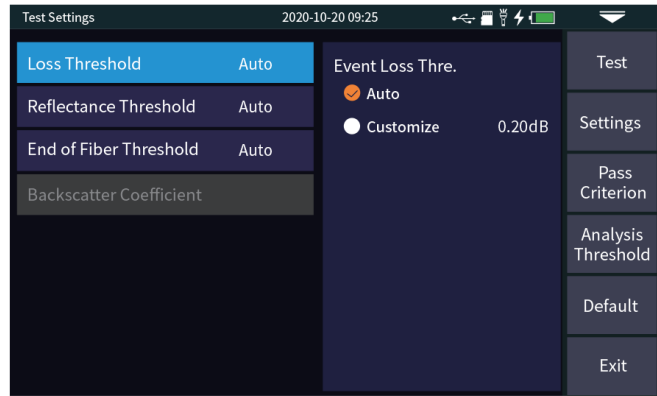 Test Settings 2020-10-20 09:25
Loss Threshold Auto
Reflectance Threshold Auto
End of Fiber Threshold Auto
Backscatter Coefficient
Event Loss Thre.
Auto
Customize 0.20dB
Test
Settings
Pass
Criterion
Analysis
Threshold
Default
Exit